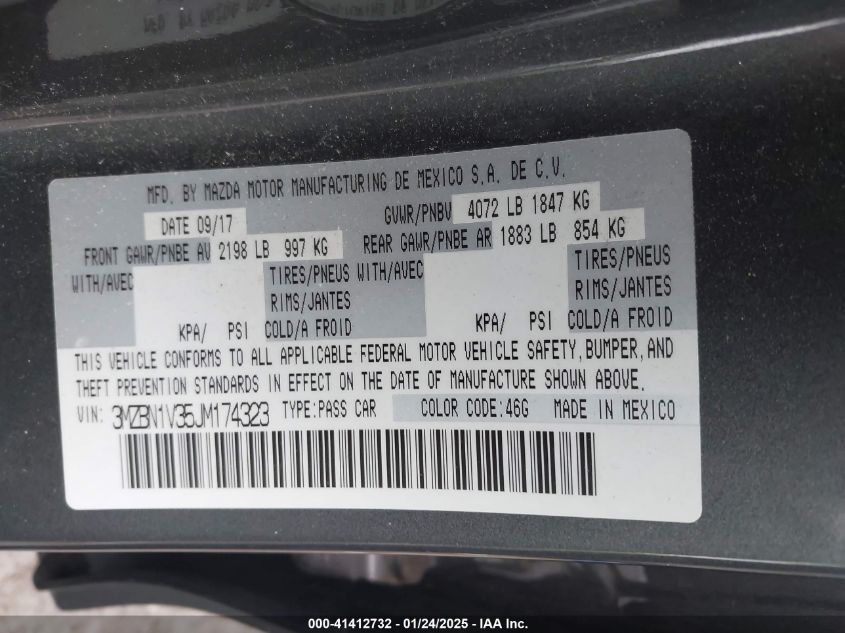 MFD. BY MAZDA MOTOR MANUFACTURING DE MEXICO S.A. DE C.V.
DATE 09/17 GVWR/PNBV 4072 LB 1847 KG
FRONT GAWR/PNBE AV 2198 LB 997 KG REAR GAWR/PNBE AR 1883 LB 854 KG
WITH/AVEC TIRES/PNEUS WITH/AVEC TIRES/PNEUS
RIMS/JANTES RIMS/JANTES
KPA/ PSI COLD/A FROID KPA/ PSI COLD/A FROID
THIS VEHICLE CONFORMS TO ALL APPLICABLE FEDERAL MOTOR VEHICLE SAFETY, BUMPER, AND
THEFT PREVENTION STANDARDS IN EFFECT ON THE DATE OF MANUFACTURE SHOWN ABOVE.
VIN: 3MZBN1V35JM174323 TYPE:PASS CAR COLOR CODE:46G MADE IN MEXICO
000-41412732 - 01/24/2025 - IAA Inc.